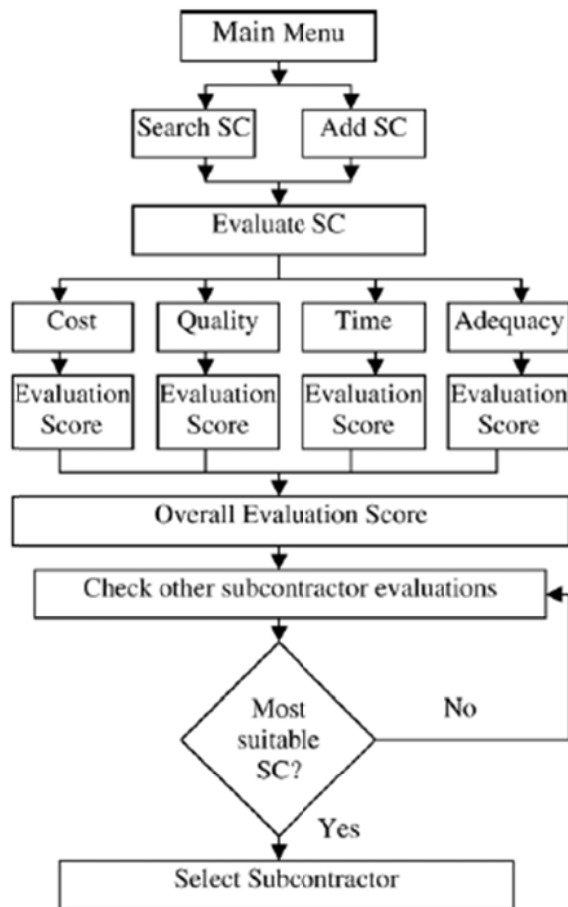 Main Menu
Search SC
Add SC
Evaluate SC
Cost
Quality
Time
Adequacy
Evaluation
Score
Evaluation
Score
Evaluation
Score
Evaluation
Score
Overall Evaluation Score
Check other subcontractor evaluations
Most
suitable
SC?
No
Yes
Select Subcontractor